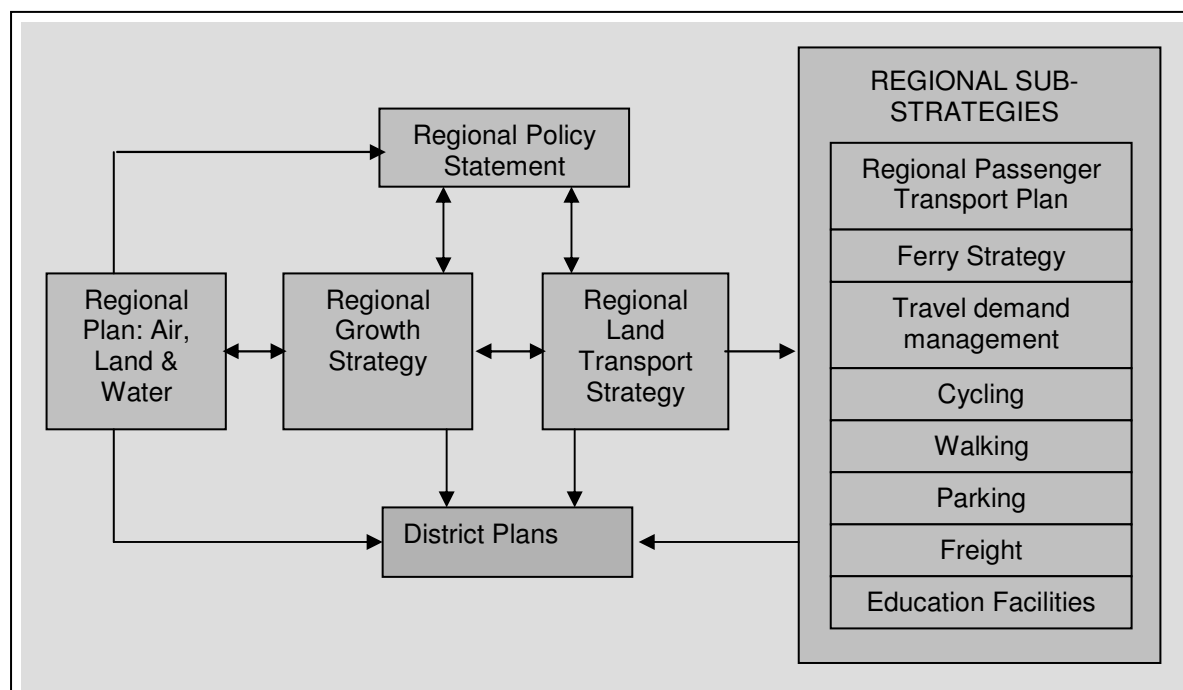 Regional Policy
Statement
Regional
Plan: Air,
Land &
Water
Regional
Growth
Strategy
Regional
Land
Transport
Strategy
District Plans
REGIONAL SUB-
STRATEGIES
Regional Passenger
Transport Plan
Ferry Strategy
Travel demand
management
Cycling
Walking
Parking
Freight
Education Facilities